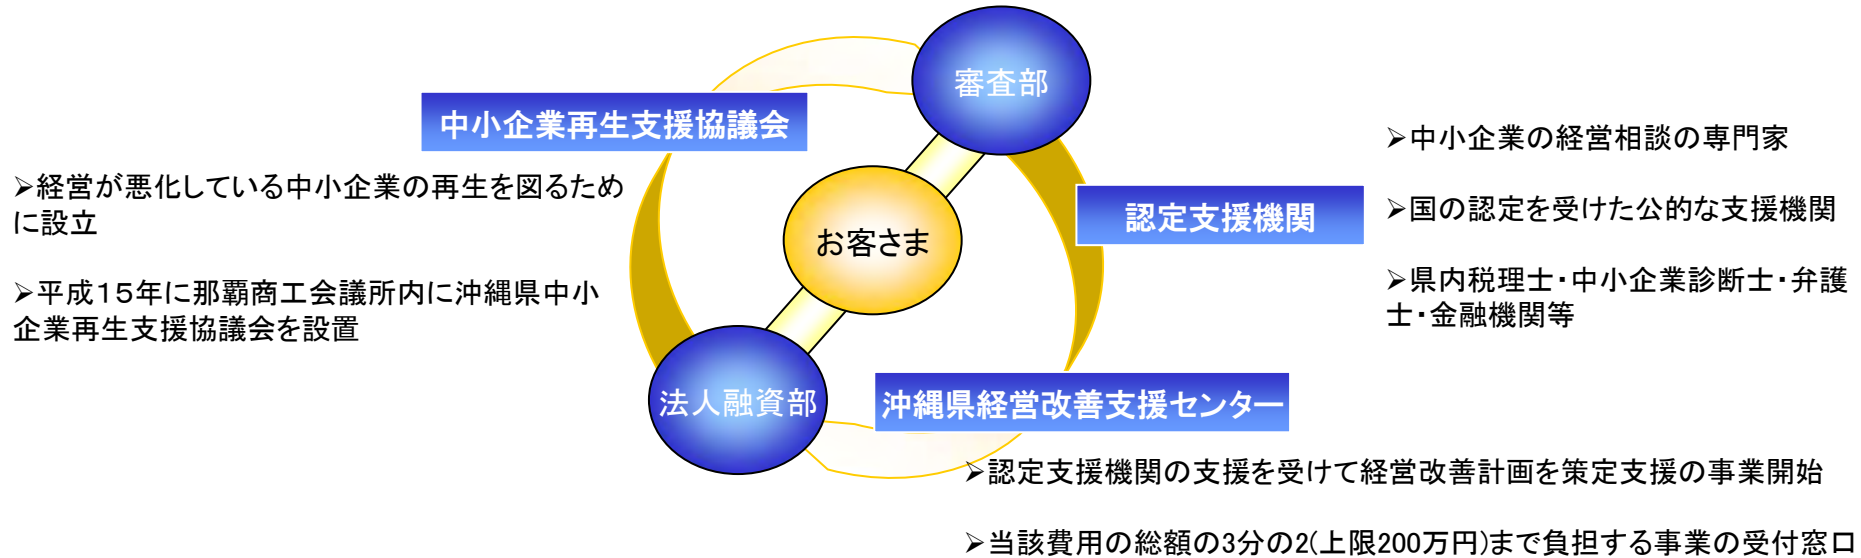 審査部
中小企業再生支援協議会
➢経営が悪化している中小企業の再生を図るため
に設立
➢平成15年に那覇商工会議所内に沖縄県中小
企業再生支援協議会を設置
お客さま
認定支援機関
➢中小企業の経営相談の専門家
➢国の認定を受けた公的な支援機関
➢県内税理士・中小企業診断士・弁護
士・金融機関等
法人融資部
沖縄県経営改善支援センター
➢認定支援機関の支援を受けて経営改善計画を策定支援の事業開始
➢当該費用の総額の3分の2(上限200万円)まで負担する事業の受付窓口